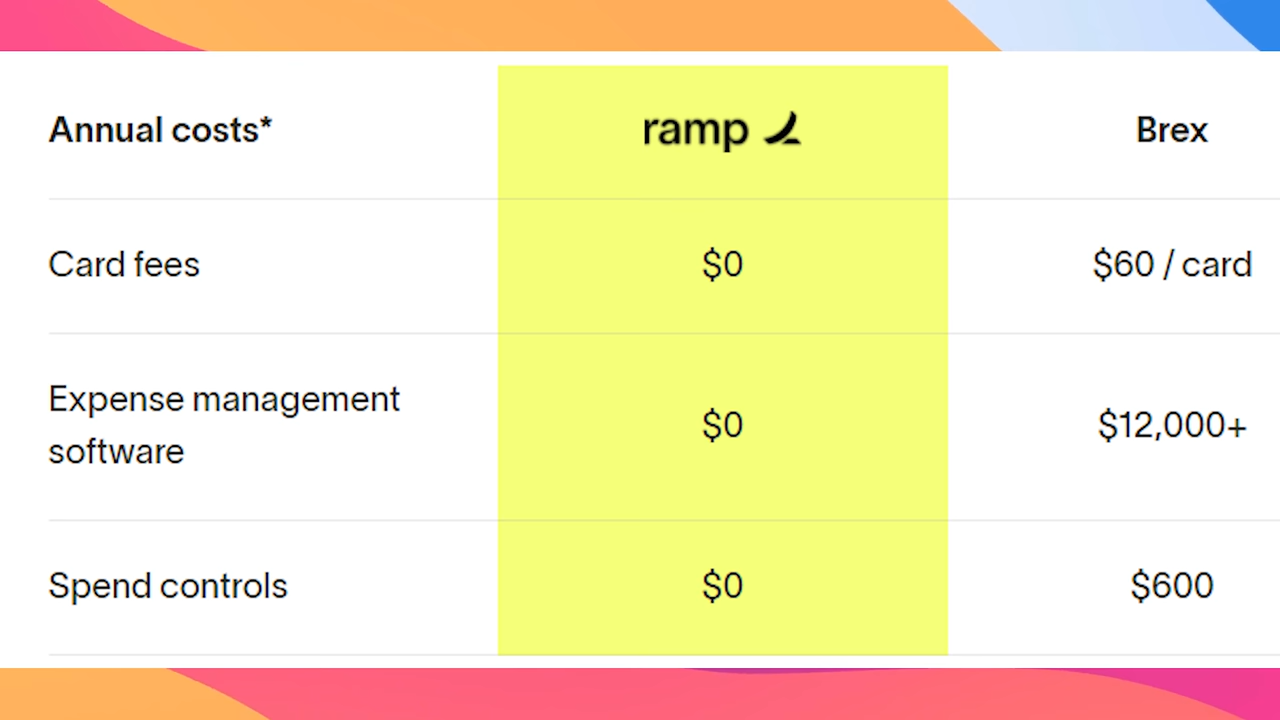 Annual costs* ramp Brex
Card fees $0 $60 / card
Expense management
software $0 $12,000+
Spend controls $0 $600